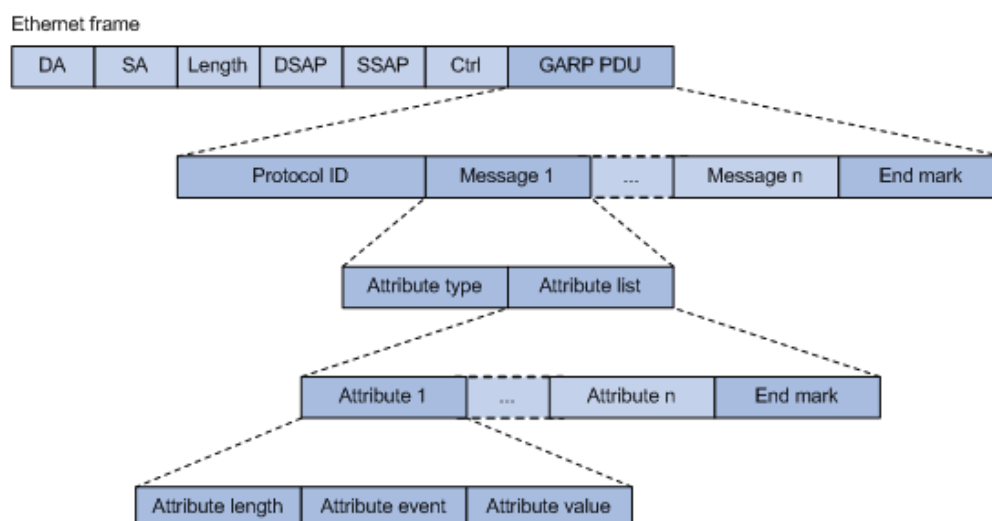 Ethernet frame
DA SA Length DSAP SSAP Ctrl GARP PDU
Protocol ID Message 1 ... Message n End mark
Attribute type Attribute list
Attribute 1 ... Attribute n End mark
Attribute length Attribute event Attribute value